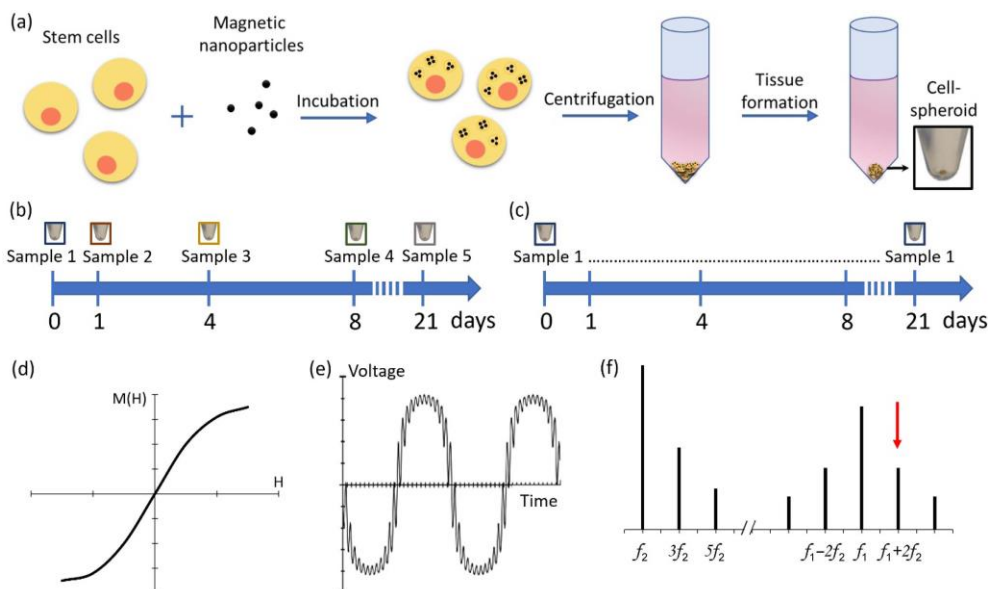 (a)
Stem cells
Magnetic
nanoparticles
Incubation
Centrifugation
Tissue
formation
Cell-
spheroid
(b)
Sample 1
Sample 2
Sample 3
Sample 4
Sample 5
0
1
4
8
21
days
(c)
Sample 1
Sample 1
0
1
4
8
21
days
(d)
M(H)
H
(e)
Voltage
Time
(f)
f₂
3f₂
5f₂
f₁−2f₂
f₁
f₁+2f₂